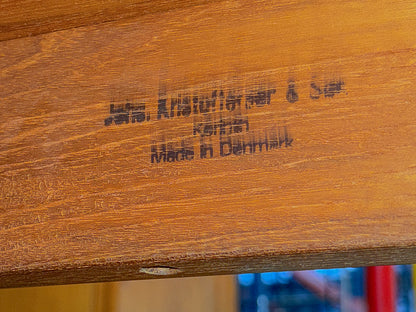 Johs. Kristoffersen & Søn
Made in Denmark